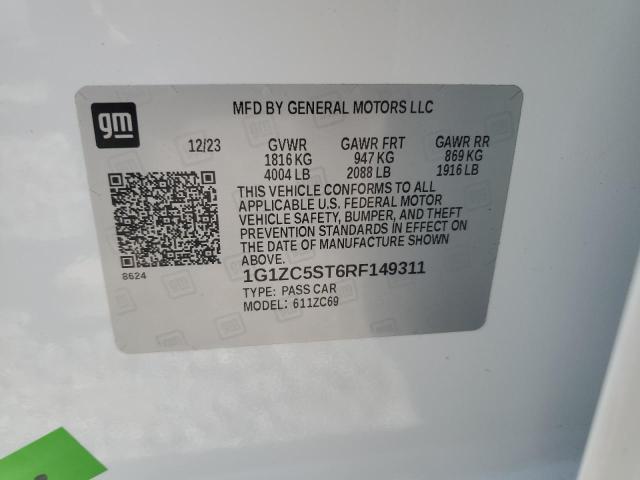 gm
MFD BY GENERAL MOTORS LLC
12/23 GVWR GAWR FRT GAWR RR
1816 KG 947 KG 869 KG
4004 LB 2088 LB 1916 LB
THIS VEHICLE CONFORMS TO ALL
APPLICABLE U.S. FEDERAL MOTOR
VEHICLE SAFETY, BUMPER, AND THEFT
PREVENTION STANDARDS IN EFFECT ON
THE DATE OF MANUFACTURE SHOWN
ABOVE.
8624
1G1ZC5ST6RF149311
TYPE: PASS CAR
MODEL: 611ZC69